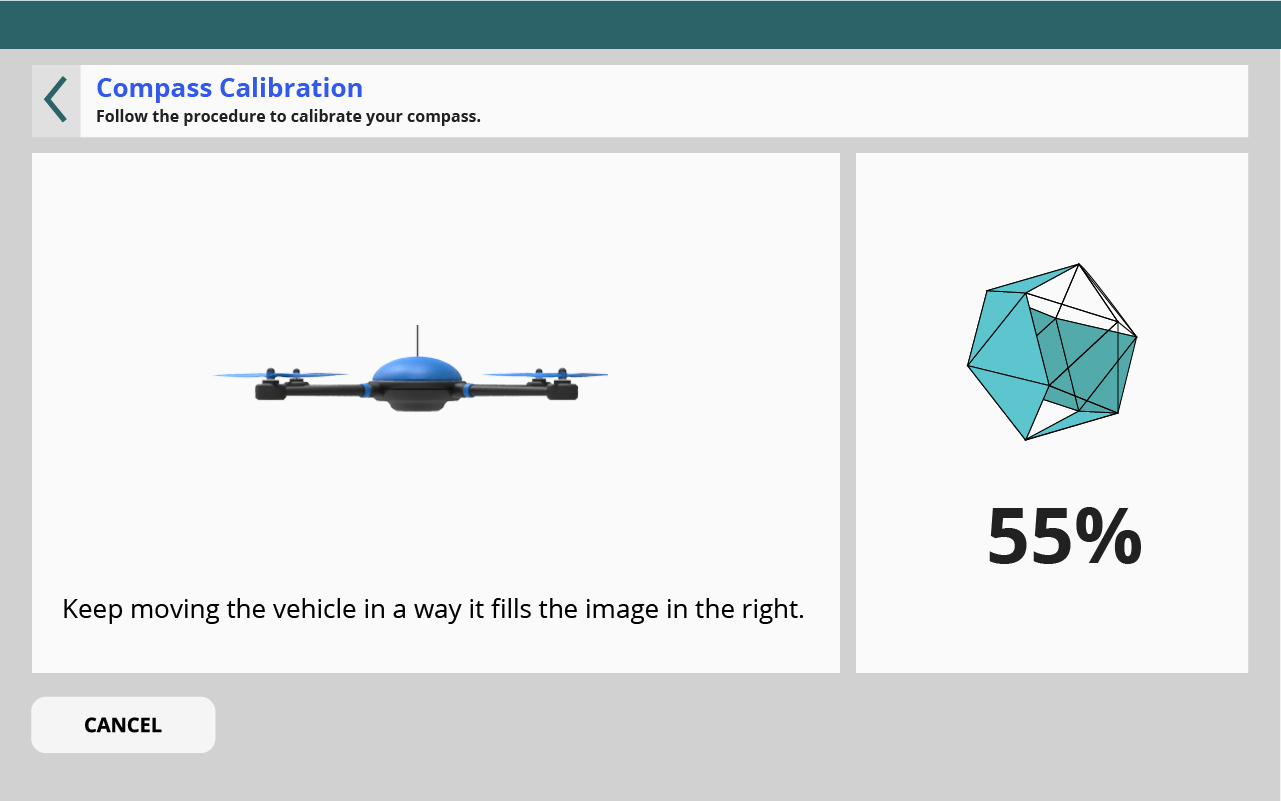 Compass Calibration
Follow the procedure to calibrate your compass.
Keep moving the vehicle in a way it fills the image in the right.
55%
CANCEL